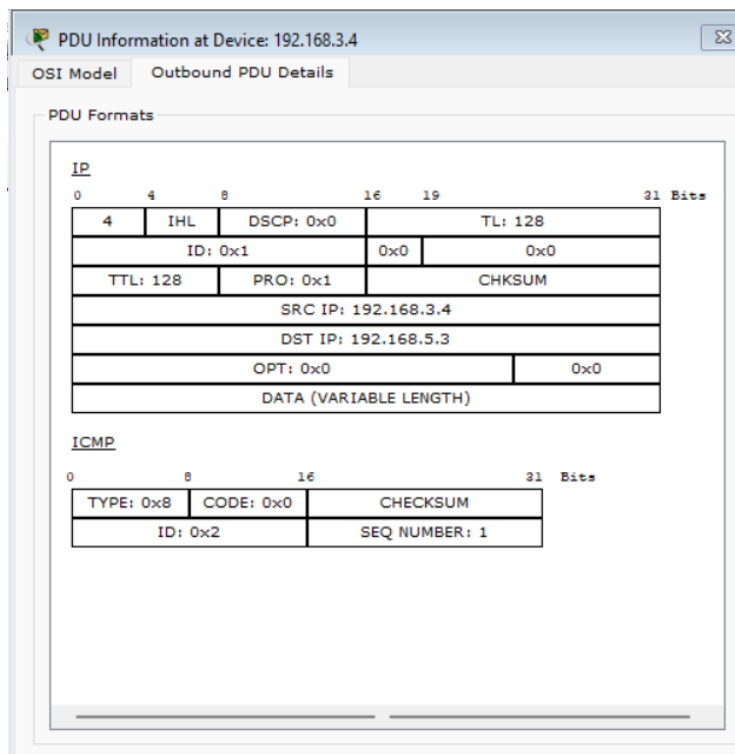 PDU Information at Device: 192.168.3.4
OSI Model Outbound PDU Details
PDU Formats
IP
0 4 8 16 19 31 Bits
4 IHL DSCP: 0x0 TL: 128
ID: 0x1 0x0 0x0
TTL: 128 PRO: 0x1 CHKSUM
SRC IP: 192.168.3.4
DST IP: 192.168.5.3
OPT: 0x0 0x0
DATA (VARIABLE LENGTH)
ICMP
0 8 16 31 Bits
TYPE: 0x8 CODE: 0x0 CHECKSUM
ID: 0x2 SEQ NUMBER: 1